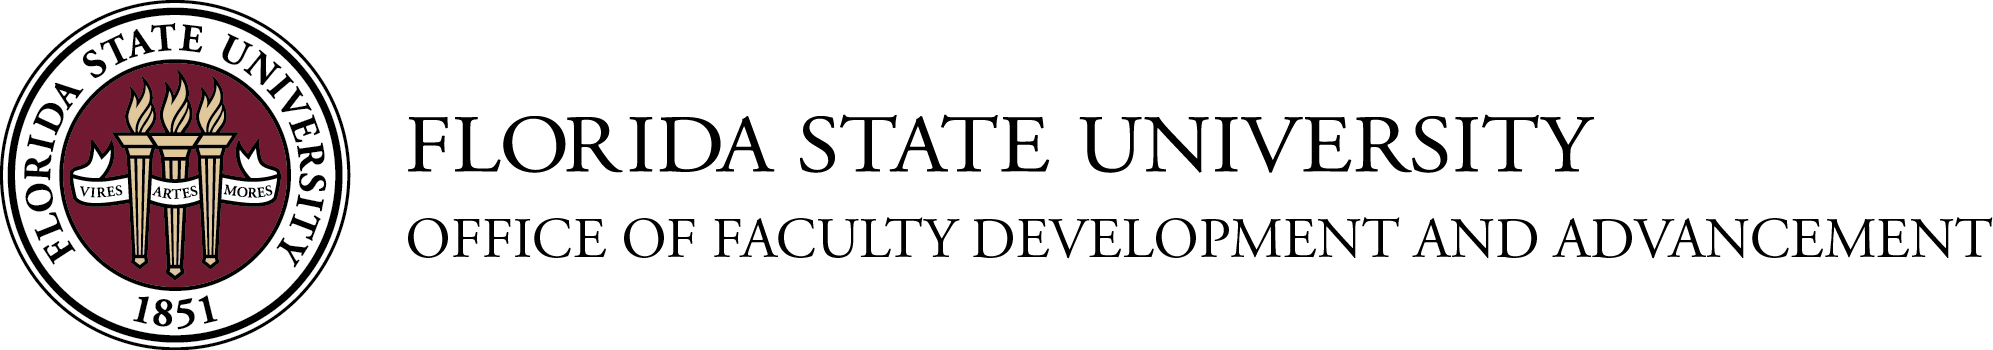 FLORIDA STATE UNIVERSITY
VIRES ARTES MORES
1851
FLORIDA STATE UNIVERSITY
OFFICE OF FACULTY DEVELOPMENT AND ADVANCEMENT